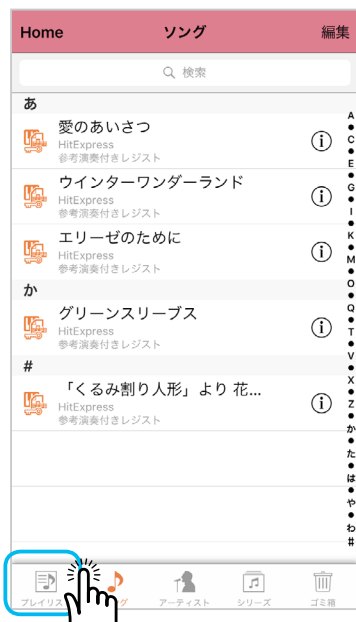 Home ソング 編集
検索
あ
愛のあいさつ
HitExpress
参考演奏付きレジスト
ウインターワンダーランド
HitExpress
参考演奏付きレジスト
エリーゼのために
HitExpress
参考演奏付きレジスト
か
グリーンスリーブス
HitExpress
参考演奏付きレジスト
#
「くるみ割り人形」より 花...
HitExpress
参考演奏付きレジスト
A
C
E
G
I
K
M
O
Q
T
V
X
Z
か
た
は
や
わ
#
プレイリス グ アーティスト シリーズ ゴミ箱